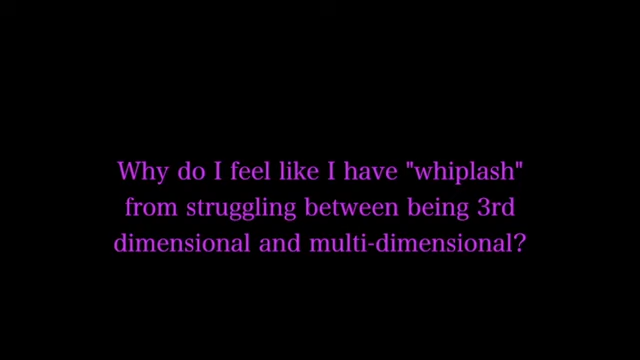 Why do I feel like I have "whiplash"
from struggling between being 3rd
dimensional and multi-dimensional?